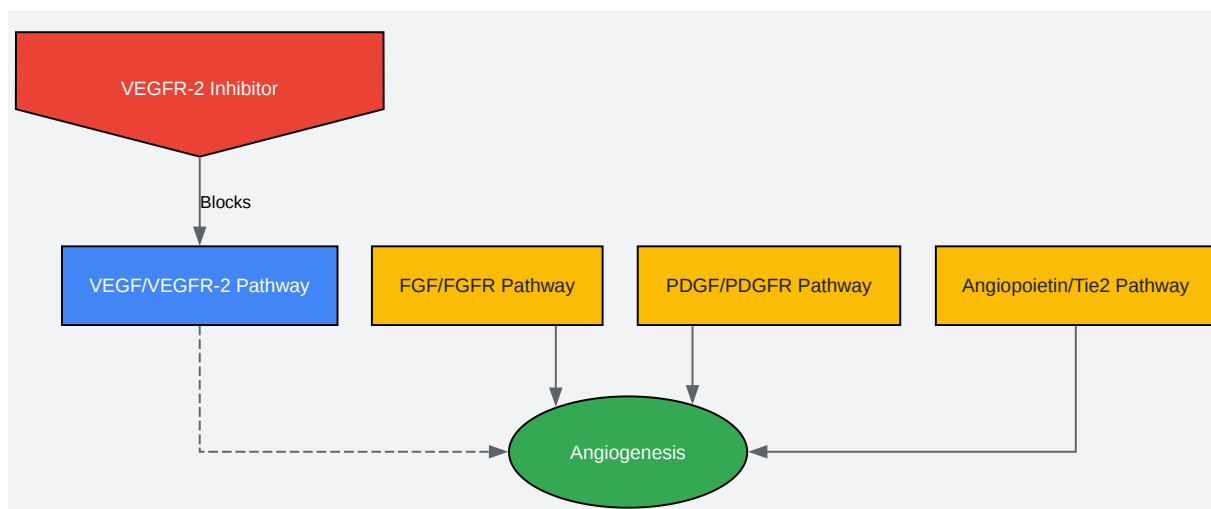 VEGFR-2 Inhibitor
Blocks
VEGF/VEGFR-2 Pathway
FGF/FGFR Pathway
PDGF/PDGFR Pathway
Angiopoietin/Tie2 Pathway
Angiogenesis